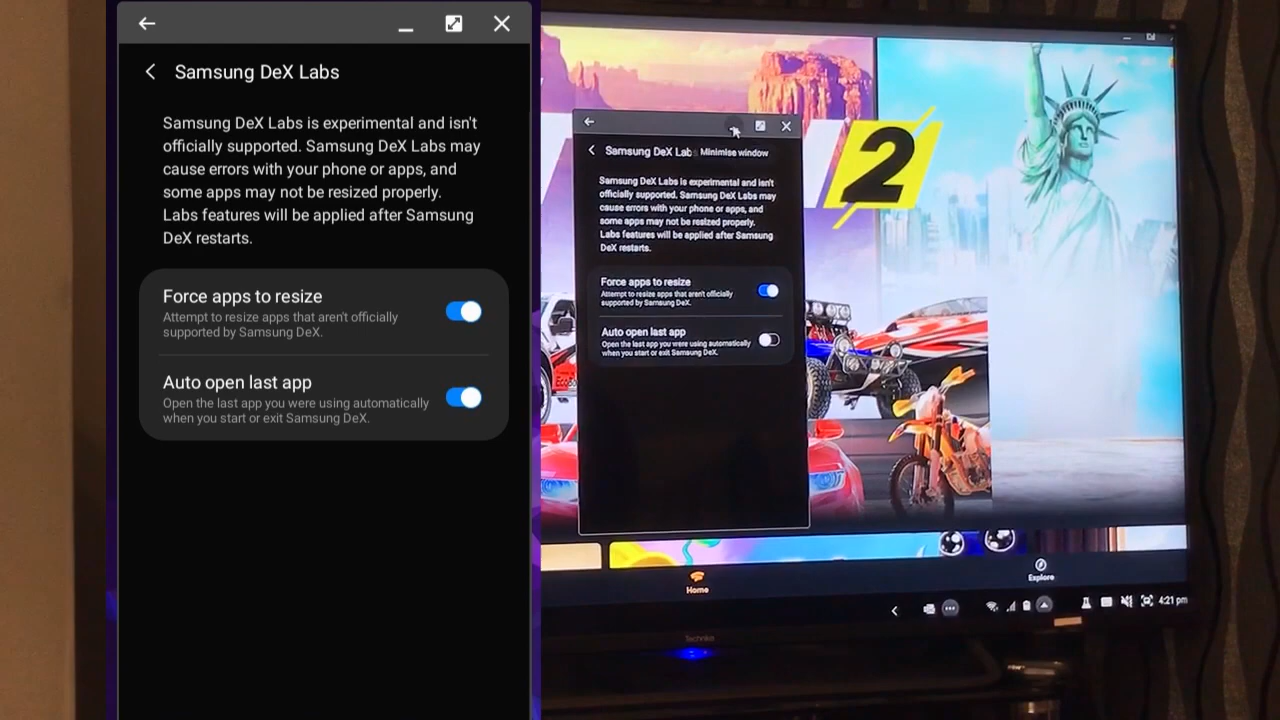 Samsung DeX Labs
Samsung DeX Labs is experimental and isn't
officially supported. Samsung DeX Labs may
cause errors with your phone or apps, and
some apps may not be resized properly.
Labs features will be applied after Samsung
DeX restarts.
Force apps to resize
Attempt to resize apps that aren't officially
supported by Samsung DeX.
Auto open last app
Open the last app you were using automatically
when you start or exit Samsung DeX.
2
Samsung DeX Lab Minimise window
Samsung DeX Labs is experimental and isn't
officially supported. Samsung DeX Labs may
cause errors with your phone or apps, and
some apps may not be resized properly.
Labs features will be applied after Samsung
DeX restarts.
Force apps to resize
Attempt to resize apps that aren't officially
supported by Samsung DeX.
Auto open last app
Open the last app you were using automatically
when you start or exit Samsung DeX.
Home
Explore
4:21 pm
Technika